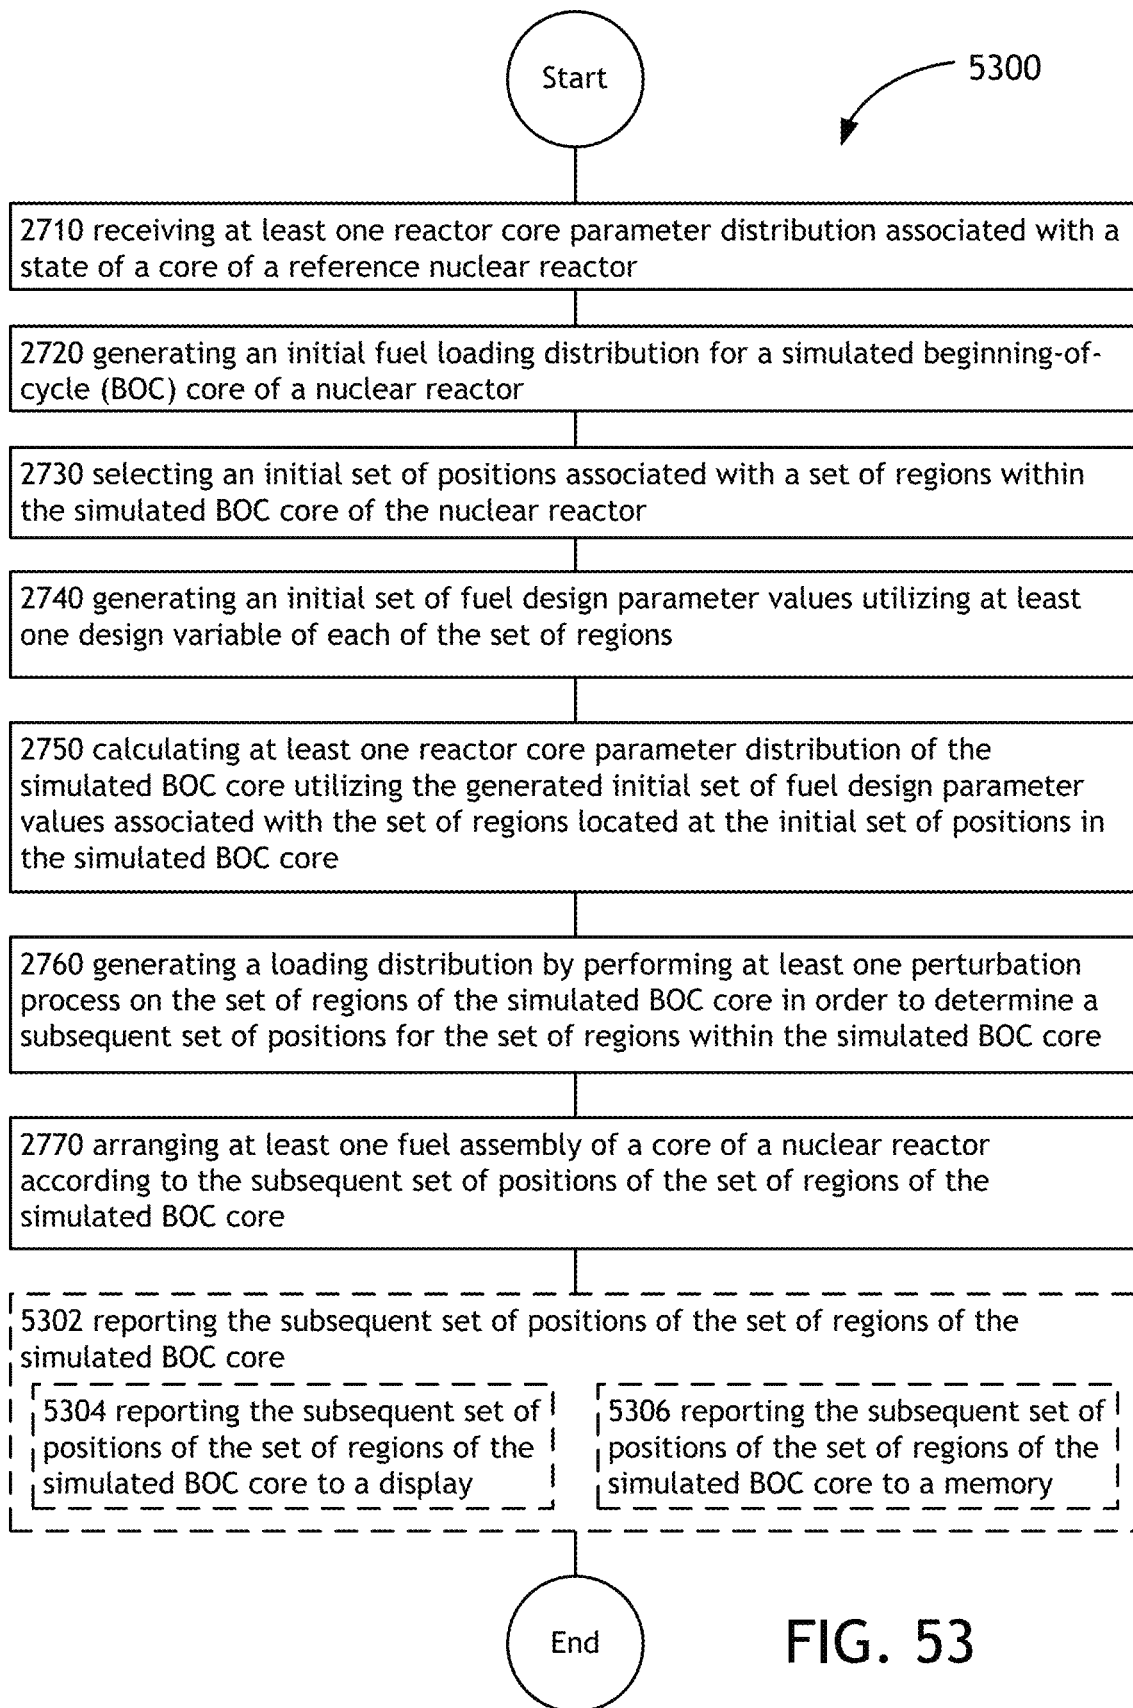 Start
5300
2710 receiving at least one reactor core parameter distribution associated with a
state of a core of a reference nuclear reactor
2720 generating an initial fuel loading distribution for a simulated beginning-of-
cycle (BOC) core of a nuclear reactor
2730 selecting an initial set of positions associated with a set of regions within
the simulated BOC core of the nuclear reactor
2740 generating an initial set of fuel design parameter values utilizing at least
one design variable of each of the set of regions
2750 calculating at least one reactor core parameter distribution of the
simulated BOC core utilizing the generated initial set of fuel design parameter
values associated with the set of regions located at the initial set of positions in
the simulated BOC core
2760 generating a loading distribution by performing at least one perturbation
process on the set of regions of the simulated BOC core in order to determine a
subsequent set of positions for the set of regions within the simulated BOC core
2770 arranging at least one fuel assembly of a core of a nuclear reactor
according to the subsequent set of positions of the set of regions of the
simulated BOC core
5302 reporting the subsequent set of positions of the set of regions of the
simulated BOC core
5304 reporting the subsequent set of
positions of the set of regions of the
simulated BOC core to a display
5306 reporting the subsequent set of
positions of the set of regions of the
simulated BOC core to a memory
End
FIG. 53